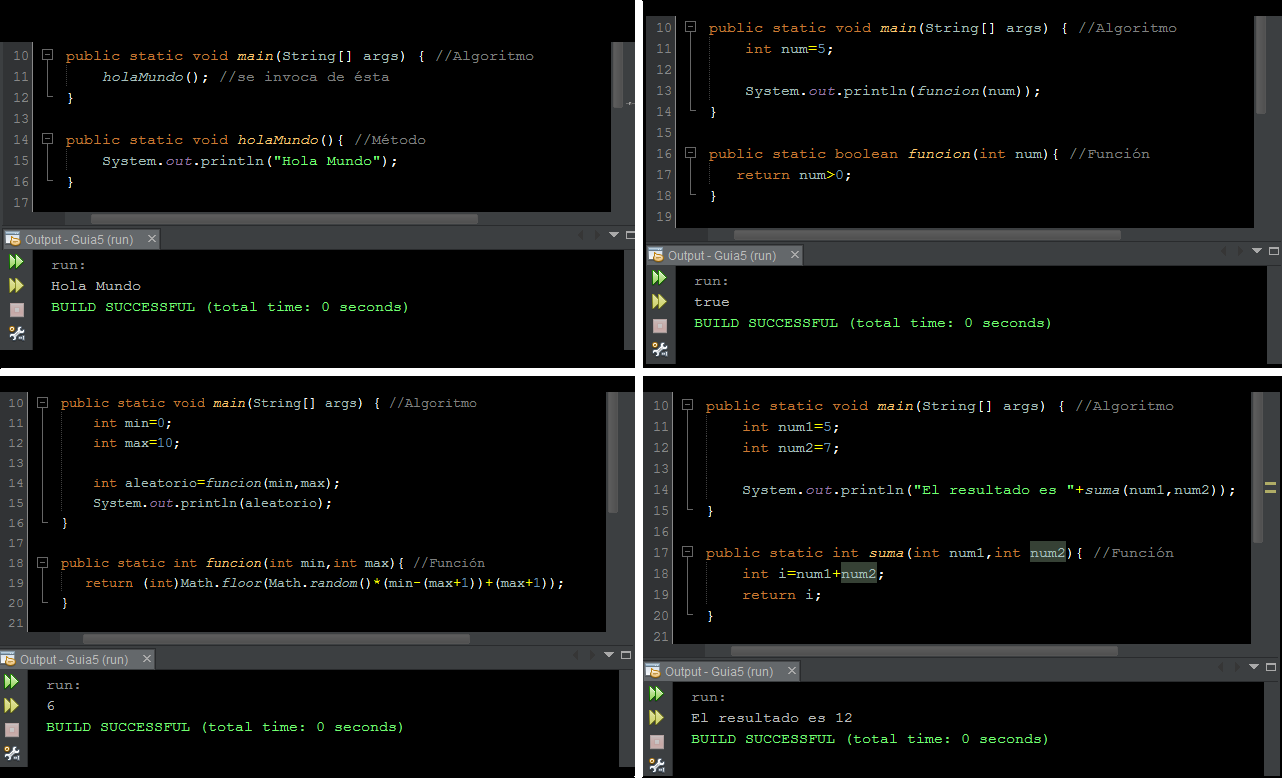 10 public static void main(String[] args) { //Algoritmo
11 holaMundo(); //se invoca de ésta
12 }
13
14 public static void holaMundo(){ //Método
15 System.out.println("Hola Mundo");
16 }
17
Output - Guia5 (run)
run:
Hola Mundo
BUILD SUCCESSFUL (total time: 0 seconds)
10 public static void main(String[] args) { //Algoritmo
11 int num=5;
12
13 System.out.println(funcion(num));
14 }
15
16 public static boolean funcion(int num){ //Función
17 return num>0;
18 }
19
Output - Guia5 (run)
run:
true
BUILD SUCCESSFUL (total time: 0 seconds)
10 public static void main(String[] args) { //Algoritmo
11 int min=0;
12 int max=10;
13
14 int aleatorio=funcion(min,max);
15 System.out.println(aleatorio);
16 }
17
18 public static int funcion(int min,int max){ //Función
19 return (int)Math.floor(Math.random()*(min-(max+1))+(max+1));
20 }
21
Output - Guia5 (run)
run:
6
BUILD SUCCESSFUL (total time: 0 seconds)
10 public static void main(String[] args) { //Algoritmo
11 int num1=5;
12 int num2=7;
13
14 System.out.println("El resultado es "+suma(num1,num2));
15 }
16
17 public static int suma(int num1,int num2){ //Función
18 int i=num1+num2;
19 return i;
20 }
21
Output - Guia5 (run)
run:
El resultado es 12
BUILD SUCCESSFUL (total time: 0 seconds)